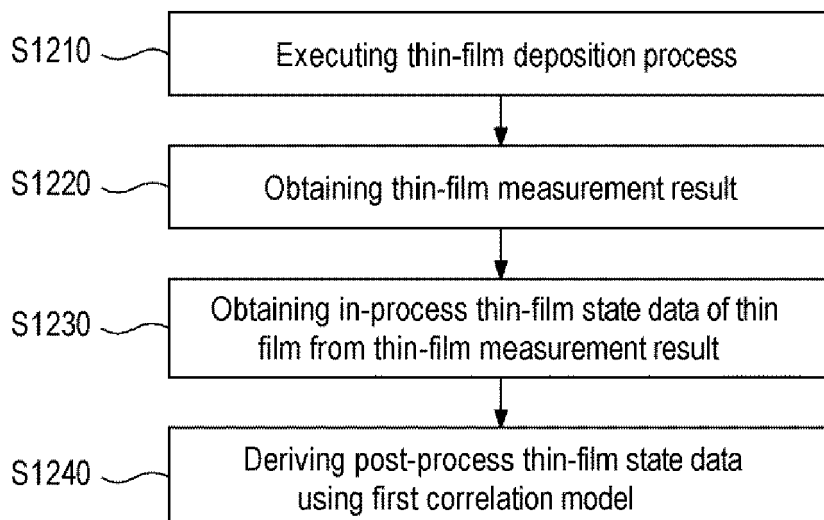 S1210
Executing thin-film deposition process
S1220
Obtaining thin-film measurement result
S1230
Obtaining in-process thin-film state data of thin
film from thin-film measurement result
S1240
Deriving post-process thin-film state data
using first correlation model